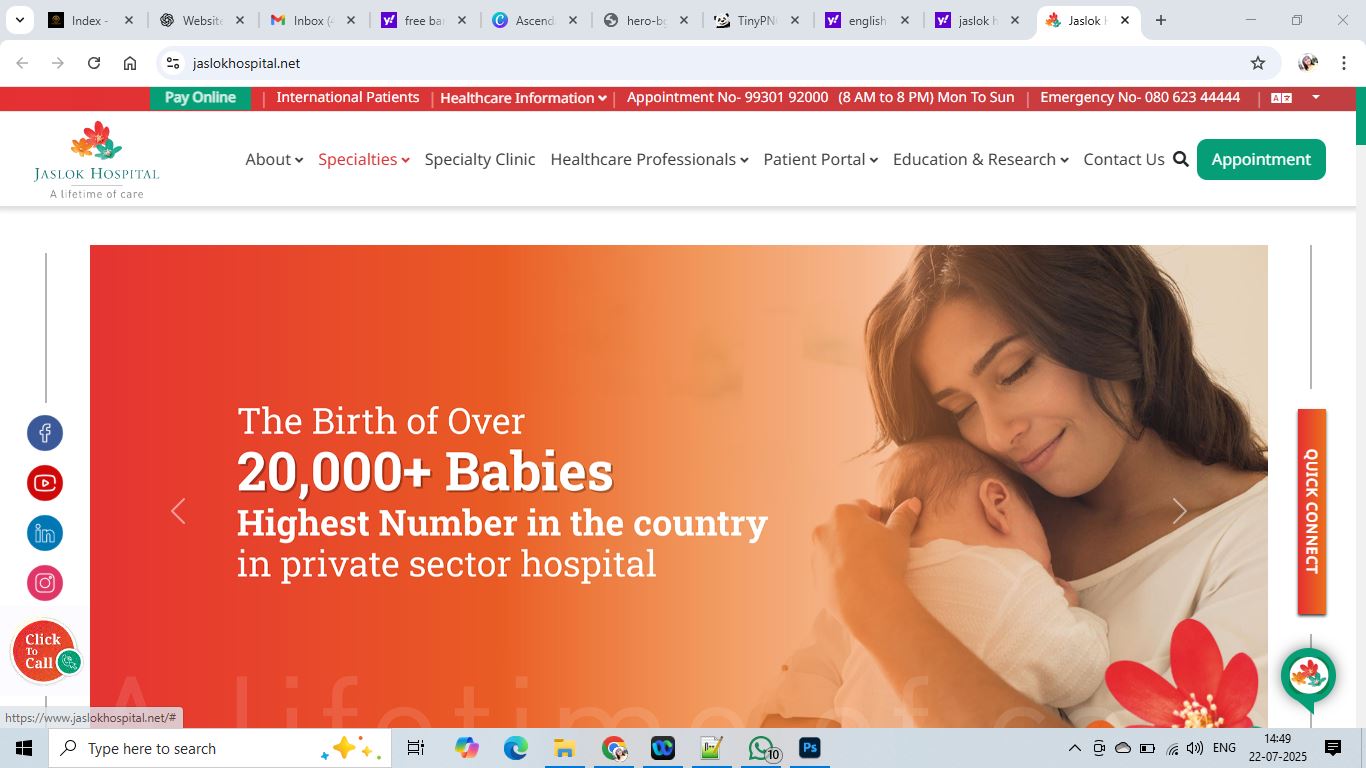 Index -
Website
Inbox (4
free ba
Ascend
hero-b
TinyPN
english
jaslok h
Jaslok H
jaslokhospital.net
Pay Online | International Patients | Healthcare Information | Appointment No- 99301 92000 (8 AM to 8 PM) Mon To Sun | Emergency No- 080 623 44444 |
JASLOK HOSPITAL
A lifetime of care
About Specialties Specialty Clinic Healthcare Professionals Patient Portal Education & Research Contact Us Appointment
The Birth of Over
20,000+ Babies
Highest Number in the country
in private sector hospital
QUICK CONNECT
Click
To
Call
A lifetime of ca
https://www.jaslokhospital.net/#
Type here to search
10
Ps
ENG
14:49
22-07-2025